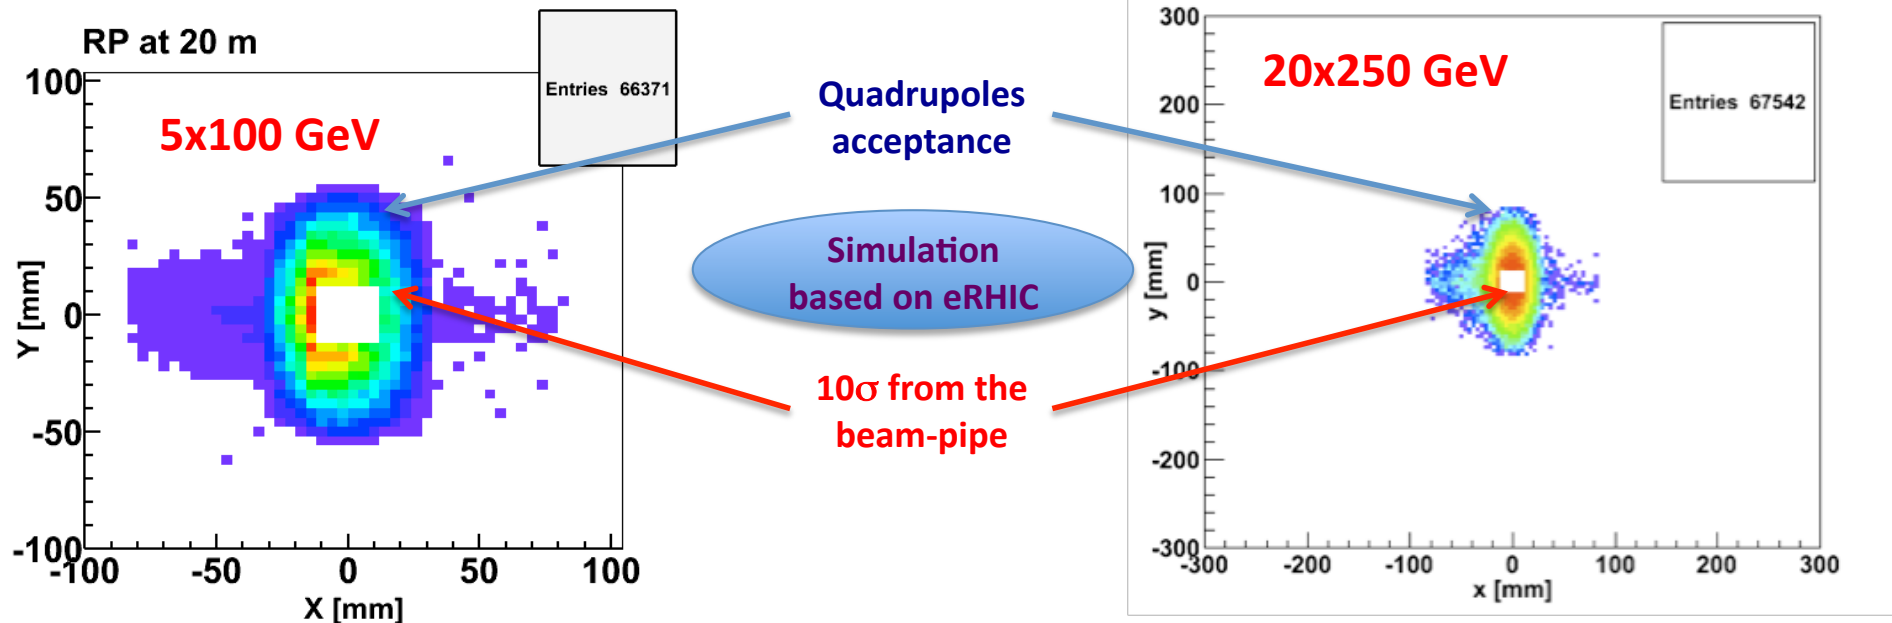 RP at 20 m
Entries 66371
5x100 GeV
100
50
0
-50
-100
Y [mm]
-100
-50
0
50
100
X [mm]
Quadrupoles
acceptance
Simulation
based on eRHIC
10σ from the
beam-pipe
20x250 GeV
Entries 67542
300
200
100
0
-100
-200
-300
y [mm]
-300
-200
-100
0
100
200
300
x [mm]